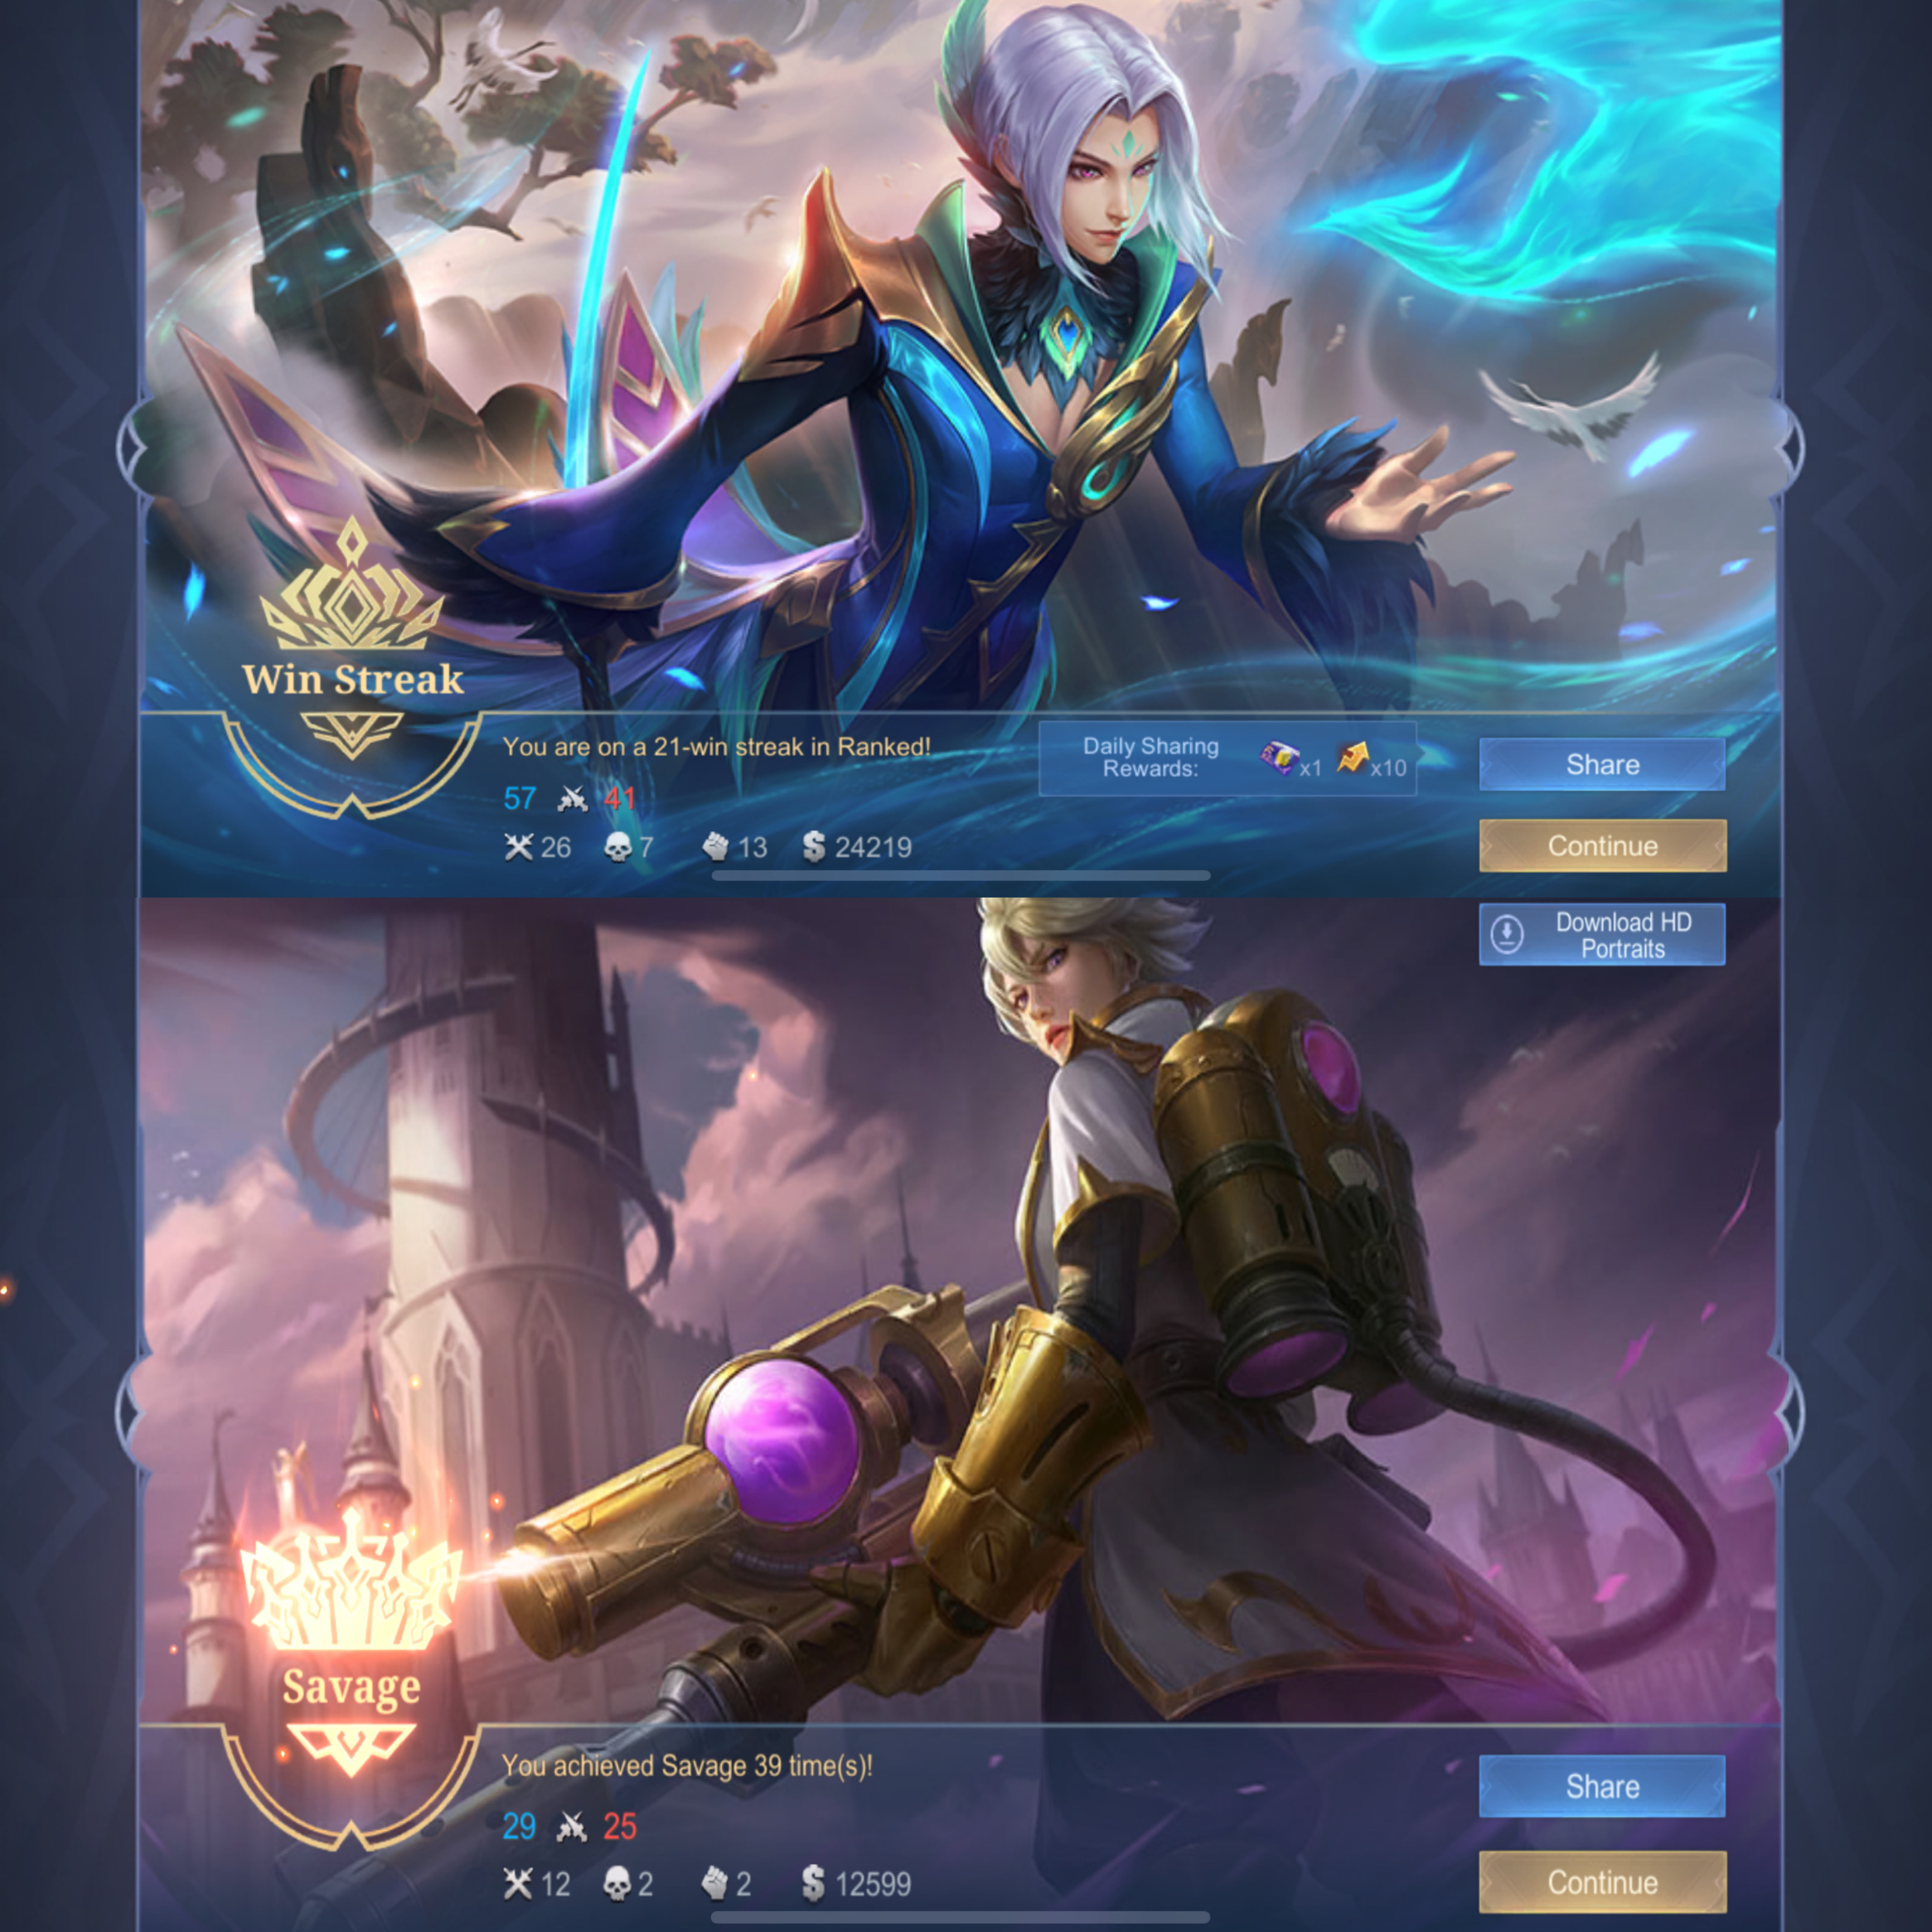 Win Streak
You are on a 21-win streak in Ranked!
Daily Sharing
Rewards:
x1
x10
Share
57 41
26 7 13 24219
Continue
Download HD
Portraits
Savage
You achieved Savage 39 time(s)!
Share
29 25
12 2 2 12599
Continue